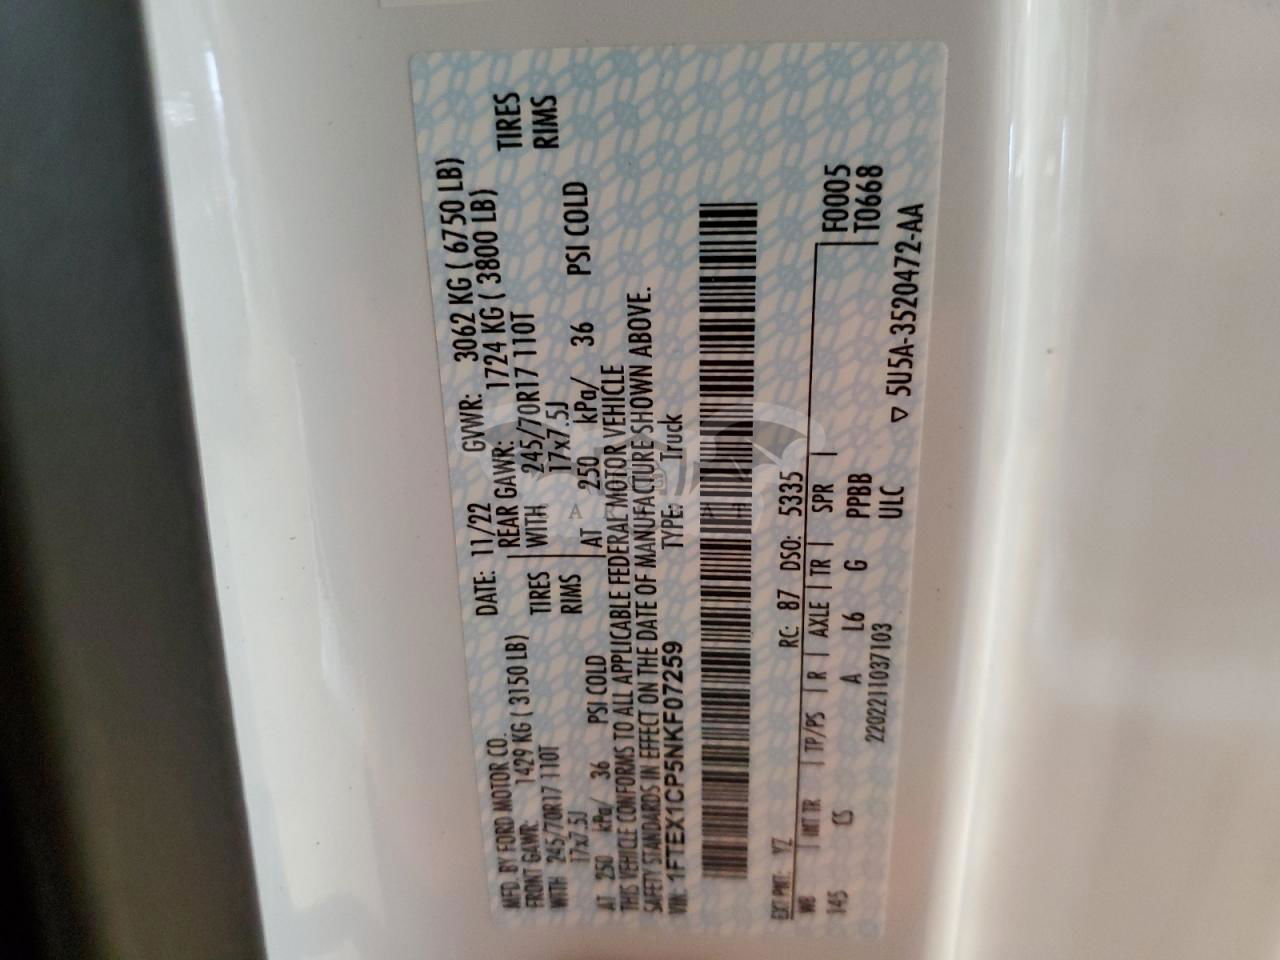 MFD. BY FORD MOTOR CO. DATE: 11/22 GVWR: 3062 KG ( 6750 LB)
FRONT GAWR: 1429 KG ( 3150 LB) REAR GAWR: 1724 KG ( 3800 LB)
WITH 245/70R17 110T TIRES WITH 245/70R17 110T TIRES
17x7.5J RIMS 17x7.5J RIMS
AT 250 kPa/ 36 PSI COLD AT 250 kPa/ 36 PSI COLD
THIS VEHICLE CONFORMS TO ALL APPLICABLE FEDERAL MOTOR VEHICLE
SAFETY STANDARDS IN EFFECT ON THE DATE OF MANUFACTURE SHOWN ABOVE.
VIN: 1FTEX1CP5NKF07259 TYPE: Truck
EXT PNT: YZ RC: 87 DSO: 5335
WB INT TR TP/PS R AXLE TR SPR F0005
145 CS A L6 G PPBB T0668
2202211037103 ULC
▽ 5U5A-3520472-AA